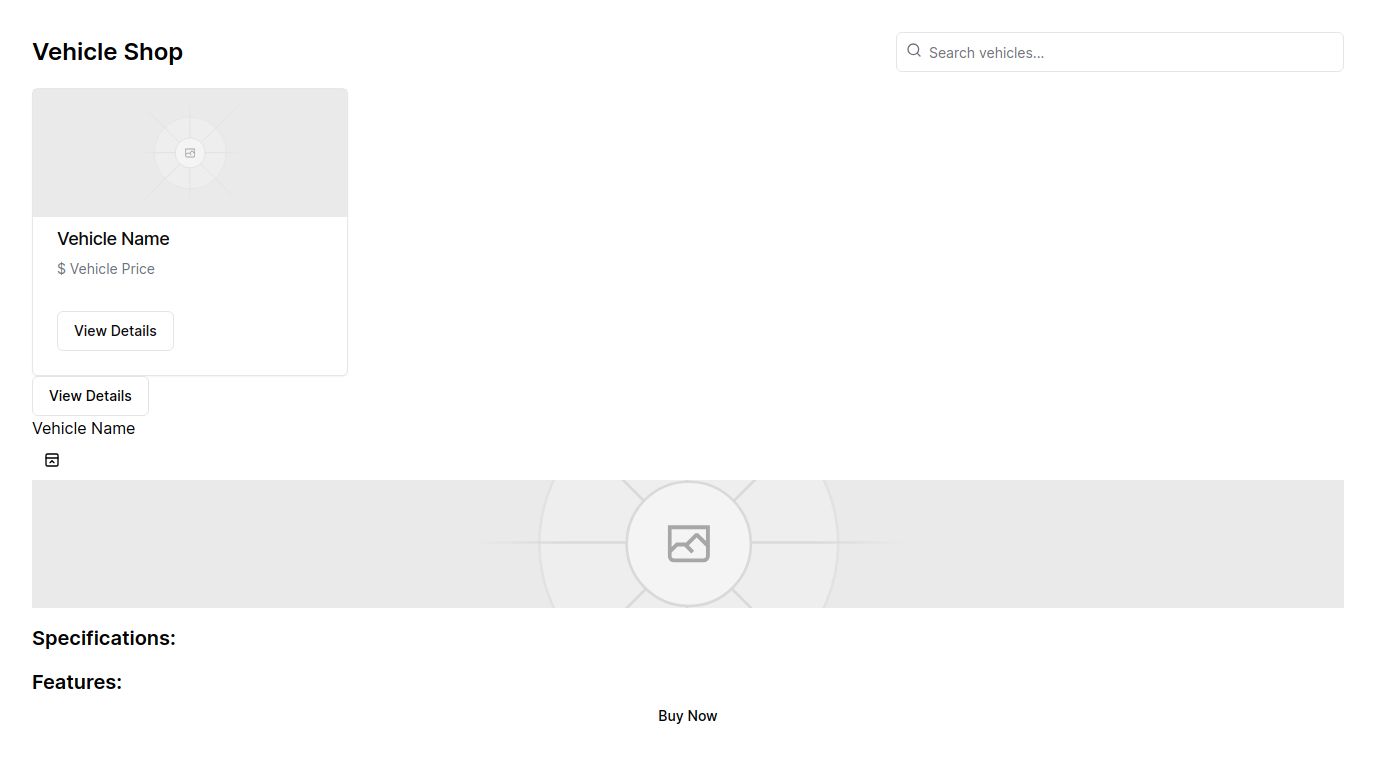 Vehicle Shop
Search vehicles...
Vehicle Name
$ Vehicle Price
View Details
View Details
Vehicle Name
Specifications:
Features:
Buy Now